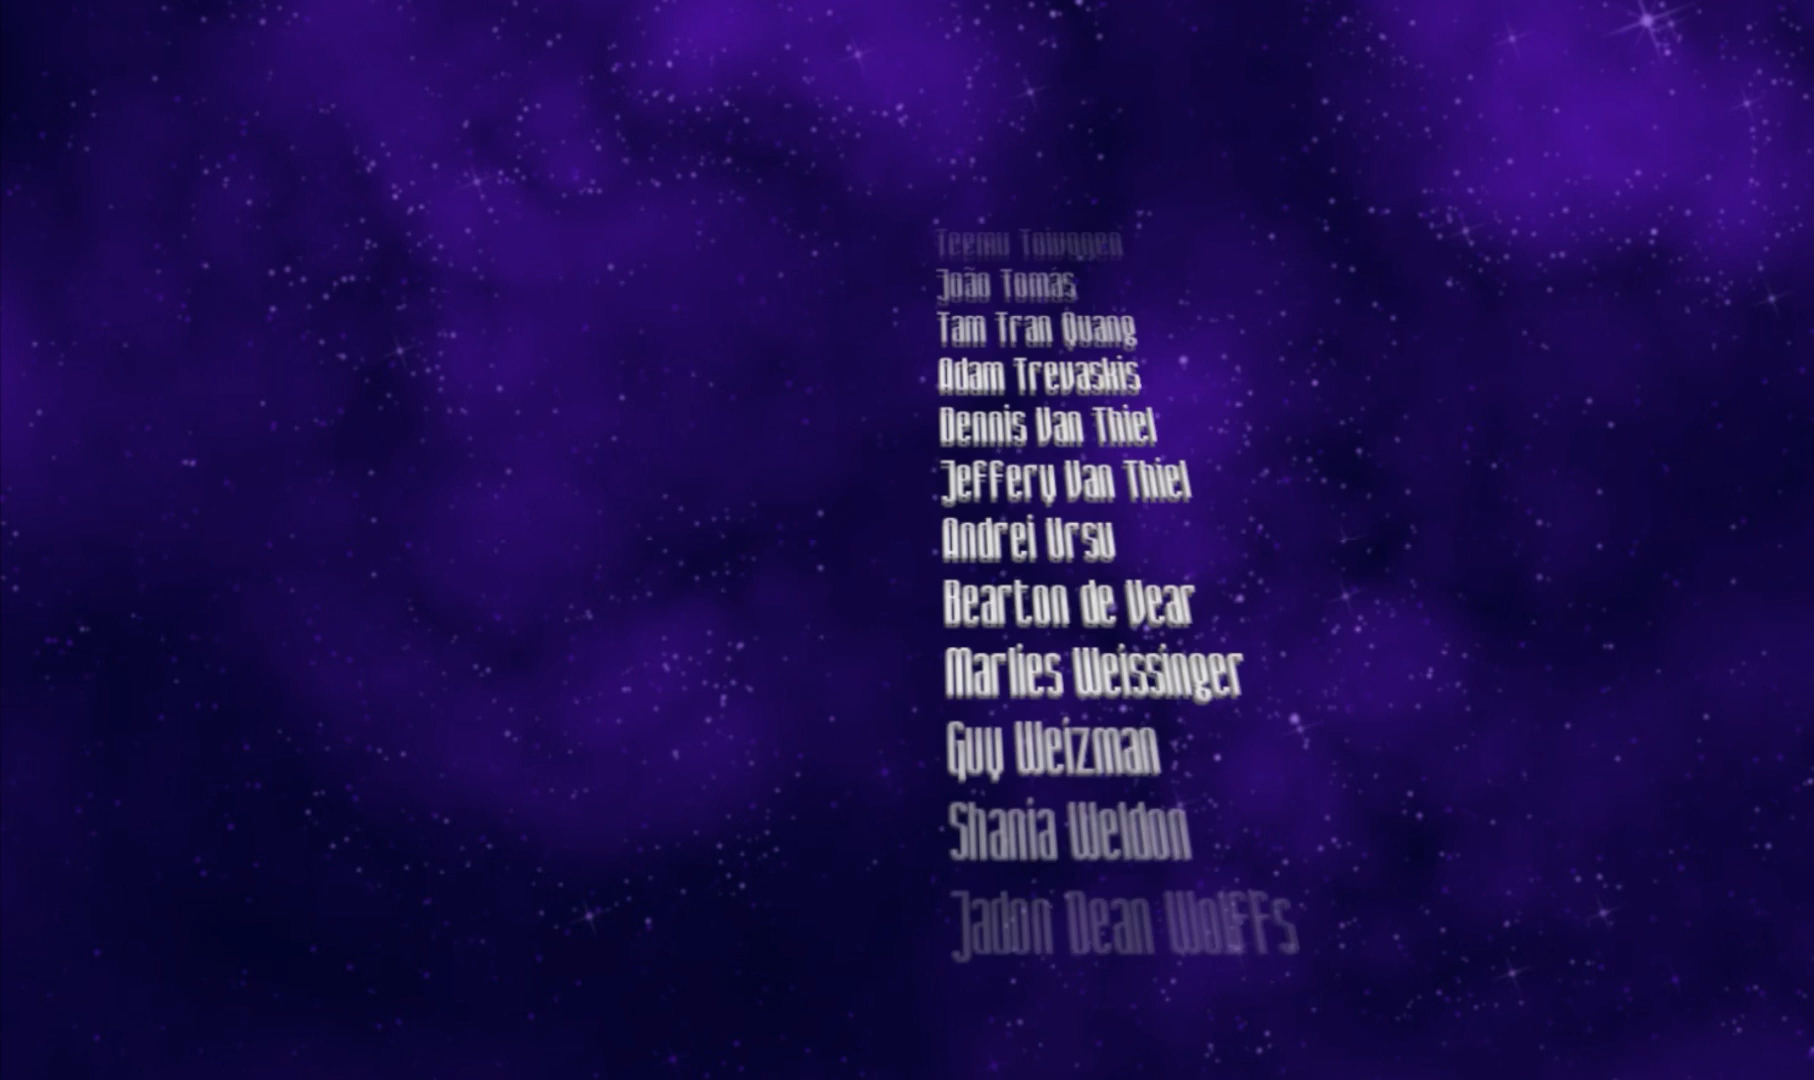 Teemu
João Tomás
Tam Tran Quang
Adam Trevaskis
Dennis Van Thiel
Jeffery Van Thiel
Andrei Ursu
Bearton de Vear
Marlies Weissinger
Guy Weizman
Shania Weldon
Jadon Dean Wolffs